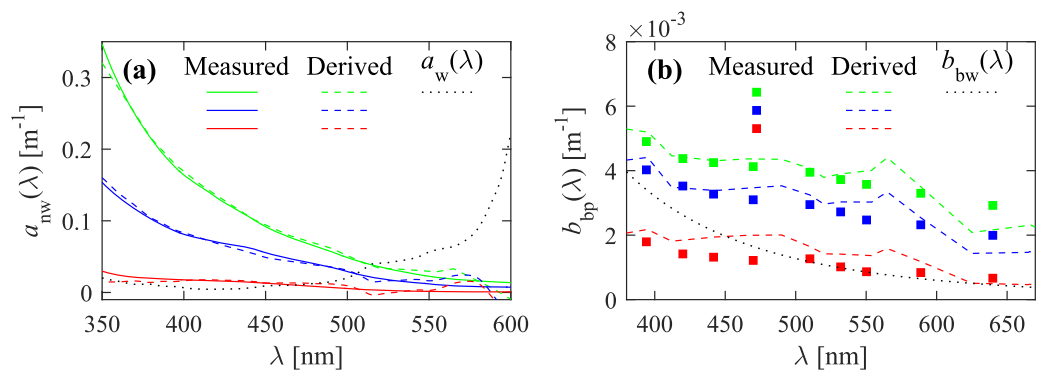 (a) Measured Derived a_w(λ)
0.3
0.2
0.1
0
350 400 450 500 550 600
λ [nm]
a_nw(λ) [m⁻¹]
×10⁻³
(b) Measured Derived b_bw(λ)
8
6
4
2
0
400 450 500 550 600 650
λ [nm]
b_bp(λ) [m⁻¹]